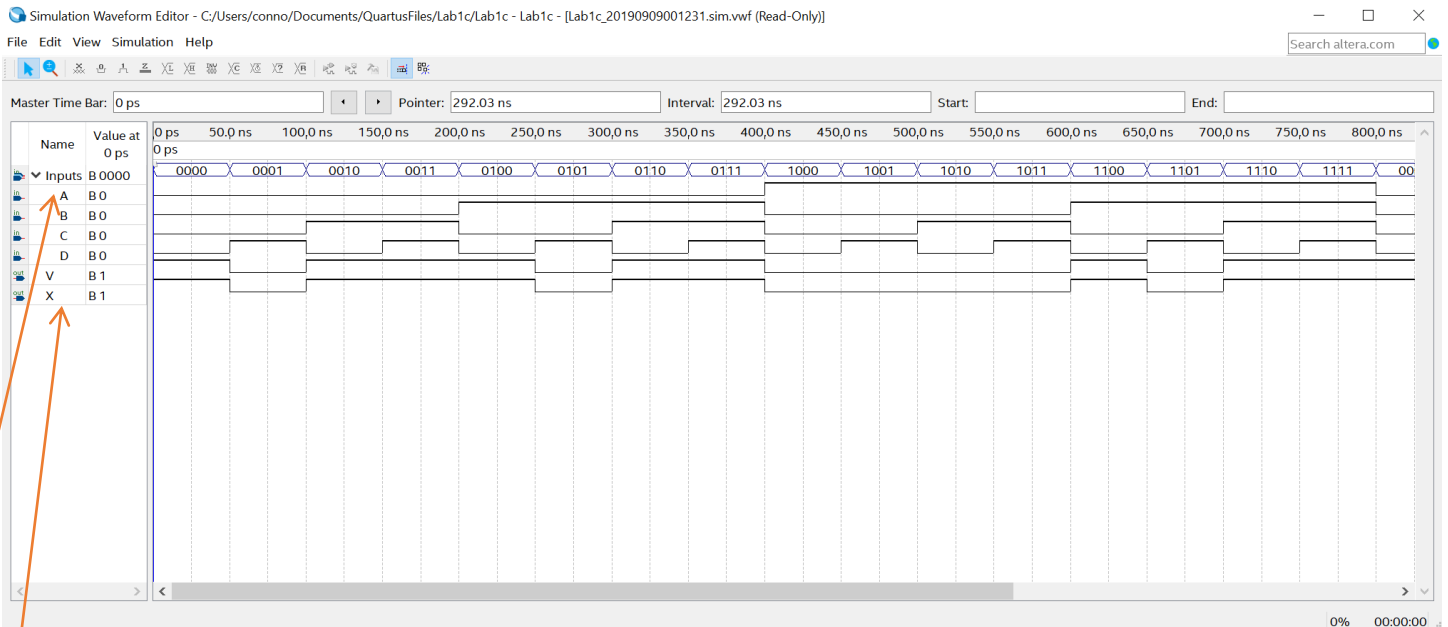 Simulation Waveform Editor - C:/Users/conno/Documents/QuartusFiles/Lab1c/Lab1c - Lab1c - [Lab1c_20190909001231.sim.vwf (Read-Only)]
File Edit View Simulation Help
Search altera.com
Master Time Bar: 0 ps Pointer: 292.03 ns Interval: 292.03 ns Start: End:
Name Value at 0 ps
0 ps 50,0 ns 100,0 ns 150,0 ns 200,0 ns 250,0 ns 300,0 ns 350,0 ns 400,0 ns 450,0 ns 500,0 ns 550,0 ns 600,0 ns 650,0 ns 700,0 ns 750,0 ns 800,0 ns
0 ps
Inputs B 0000 0000 0001 0010 0011 0100 0101 0110 0111 1000 1001 1010 1011 1100 1101 1110 1111 00
A B 0
B B 0
C B 0
D B 0
V B 1
X B 1
0% 00:00:00